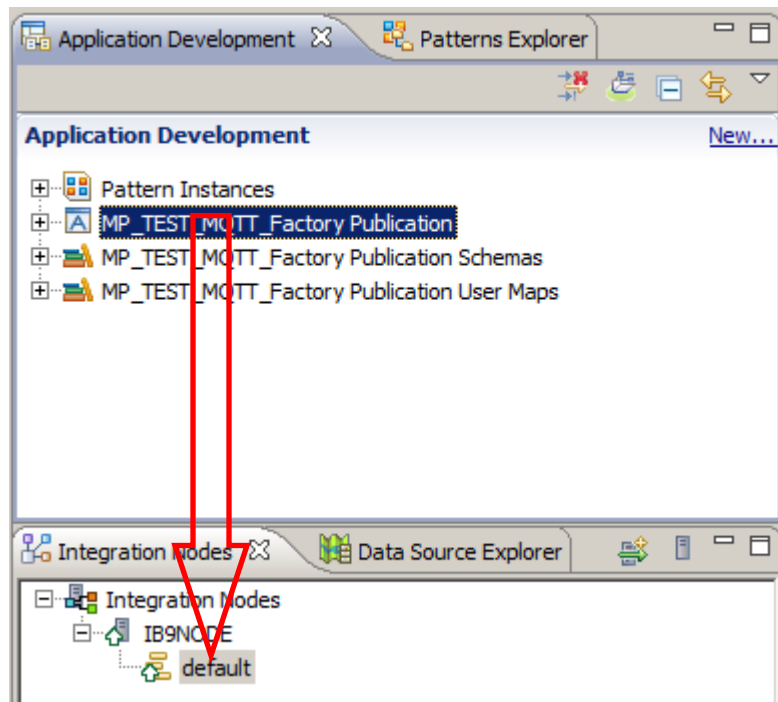 Application Development Patterns Explorer
Application Development New...
Pattern Instances
MP_TEST_MQTT_Factory Publication
MP_TEST_MQTT_Factory Publication Schemas
MP_TEST_MQTT_Factory Publication User Maps
Integration Nodes Data Source Explorer
Integration Nodes
IB9NODE
default